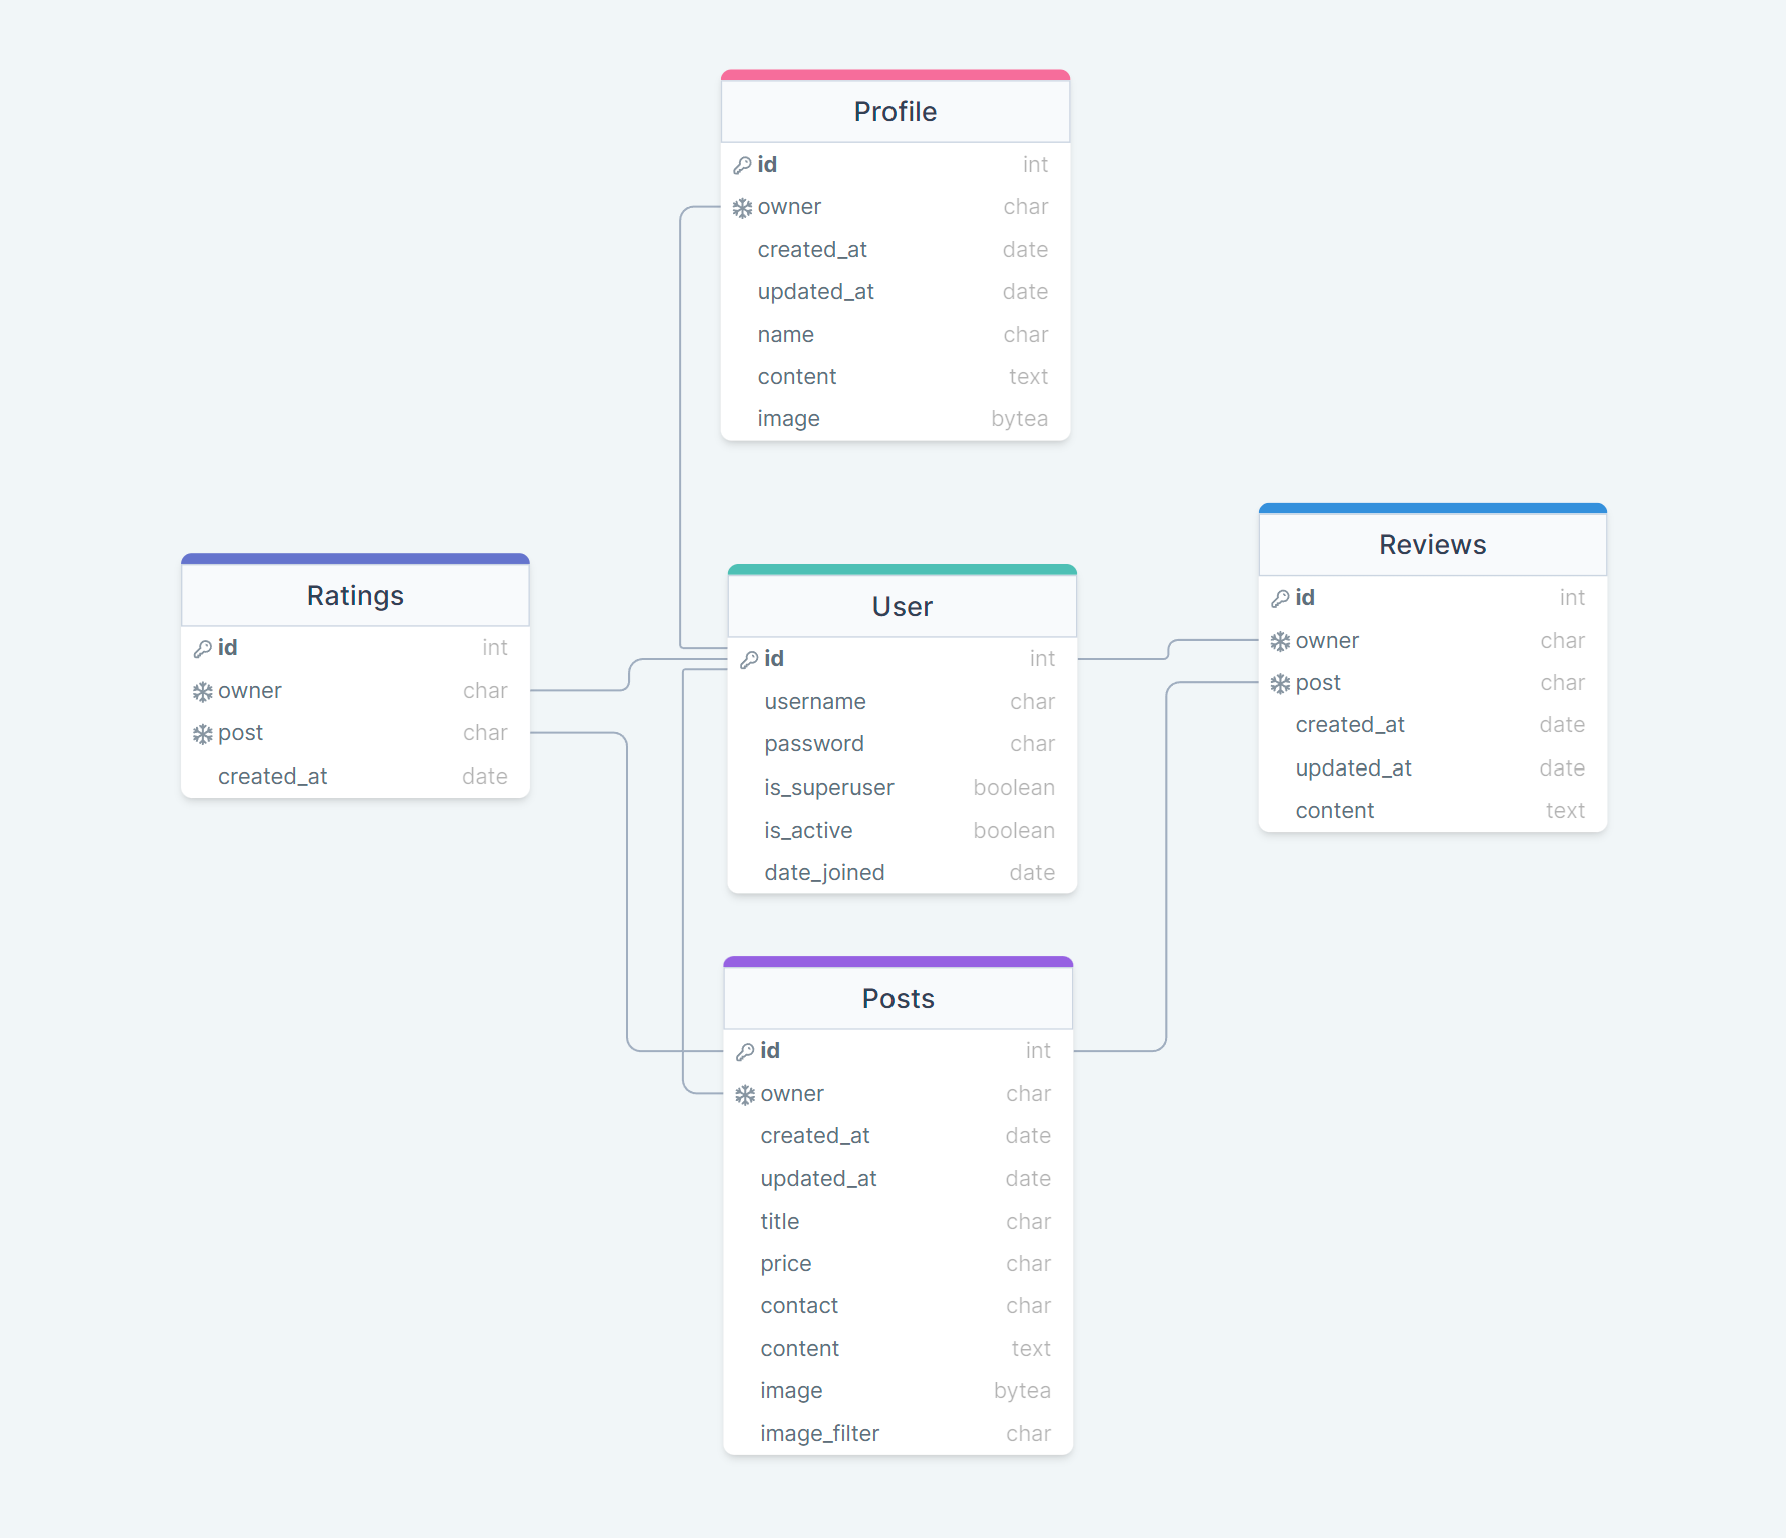 Profile
id int
owner char
created_at date
updated_at date
name char
content text
image bytea
Ratings
id int
owner char
post char
created_at date
User
id int
username char
password char
is_superuser boolean
is_active boolean
date_joined date
Reviews
id int
owner char
post char
created_at date
updated_at date
content text
Posts
id int
owner char
created_at date
updated_at date
title char
price char
contact char
content text
image bytea
image_filter char